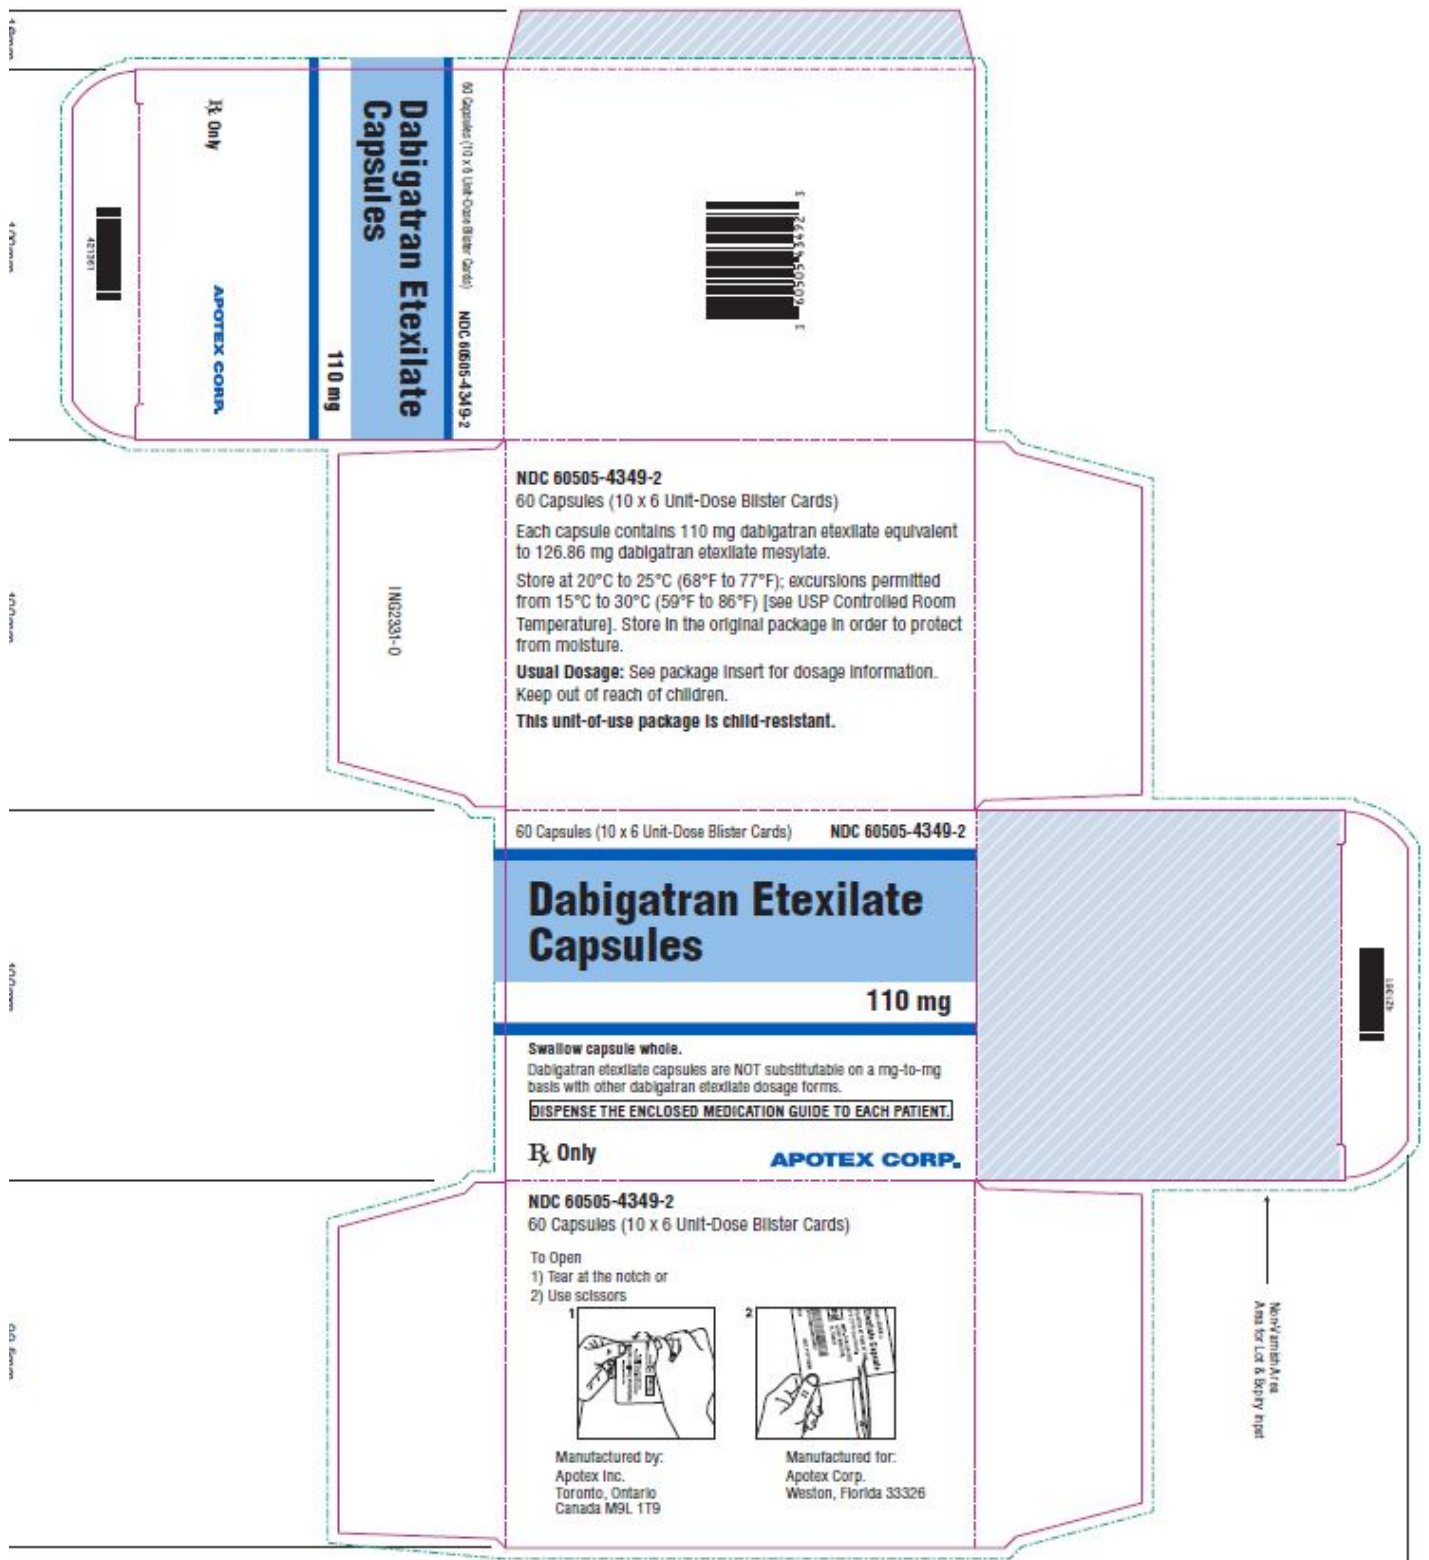 60 Capsules (10 x 6 Unit-Dose Blister Cards) NDC 60505-4349-2
Dabigatran Etexilate
Capsules
110 mg
Rx Only
APOTEX CORP.
421361
3
60505 43492
3
NDC 60505-4349-2
60 Capsules (10 x 6 Unit-Dose Blister Cards)
Each capsule contains 110 mg dabigatran etexilate equivalent
to 126.86 mg dabigatran etexilate mesylate.
Store at 20°C to 25°C (68°F to 77°F); excursions permitted
from 15°C to 30°C (59°F to 86°F) [see USP Controlled Room
Temperature]. Store in the original package in order to protect
from moisture.
Usual Dosage: See package insert for dosage information.
Keep out of reach of children.
This unit-of-use package is child-resistant.
ING2331-0
60 Capsules (10 x 6 Unit-Dose Blister Cards) NDC 60505-4349-2
Dabigatran Etexilate
Capsules
110 mg
Swallow capsule whole.
Dabigatran etexilate capsules are NOT substitutable on a mg-to-mg
basis with other dabigatran etexilate dosage forms.
DISPENSE THE ENCLOSED MEDICATION GUIDE TO EACH PATIENT.
Rx Only
APOTEX CORP.
421361
NDC 60505-4349-2
60 Capsules (10 x 6 Unit-Dose Blister Cards)
To Open
1) Tear at the notch or
2) Use scissors
1
2
Etexilate Capsule
Manufactured by:
Apotex Inc.
Toronto, Ontario
Canada M9L 1T9
Manufactured for:
Apotex Corp.
Weston, Florida 33326
Non-Varnish Area
Area for Lot & Expiry